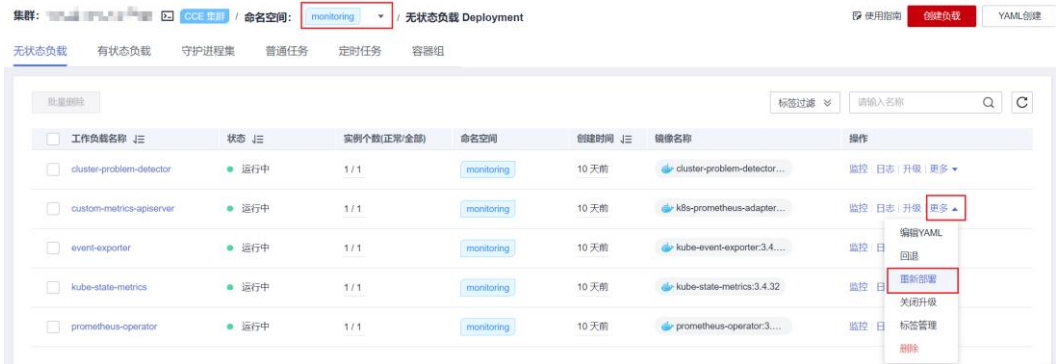 集群： CCE 集群 / 命名空间： monitoring / 无状态负载 Deployment 使用指南 创建负载 YAML创建
无状态负载 有状态负载 守护进程集 普通任务 定时任务 容器组
批量删除 标签过滤 请输入名称
工作负载名称 状态 实例个数(正常/全部) 命名空间 创建时间 镜像名称 操作
cluster-problem-detector 运行中 1 / 1 monitoring 10 天前 cluster-problem-detector... 监控 日志 升级 更多
custom-metrics-apiserver 运行中 1 / 1 monitoring 10 天前 k8s-prometheus-adapter... 监控 日志 升级 更多
编辑YAML
event-exporter 运行中 1 / 1 monitoring 10 天前 kube-event-exporter:3.4.... 监控
回退
kube-state-metrics 运行中 1 / 1 monitoring 10 天前 kube-state-metrics:3.4.32 监控 重新部署
关闭升级
prometheus-operator 运行中 1 / 1 monitoring 10 天前 prometheus-operator:3.... 监控 标签管理
删除